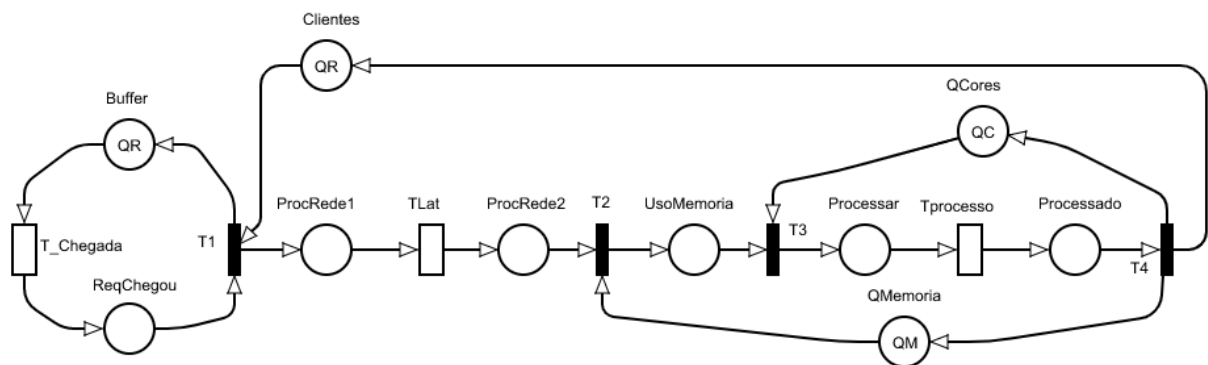 Clientes
QR
Buffer
QR
QCores
QC
ProcRede1
TLat
ProcRede2
T2
UsoMemoria
Processar
Tprocesso
Processado
T_Chegada
T1
T3
T4
ReqChegou
QMemoria
QM